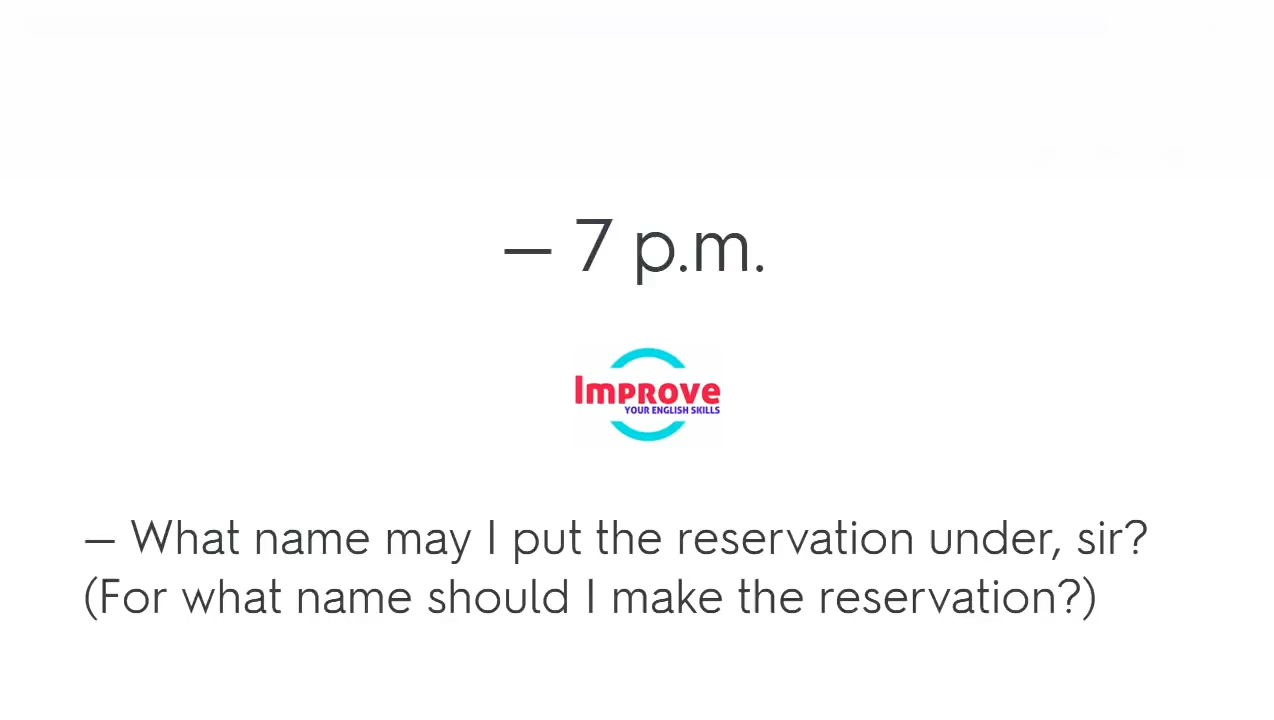 — 7 p.m.
Improve
YOUR ENGLISH SKILLS
— What name may I put the reservation under, sir?
(For what name should I make the reservation?)